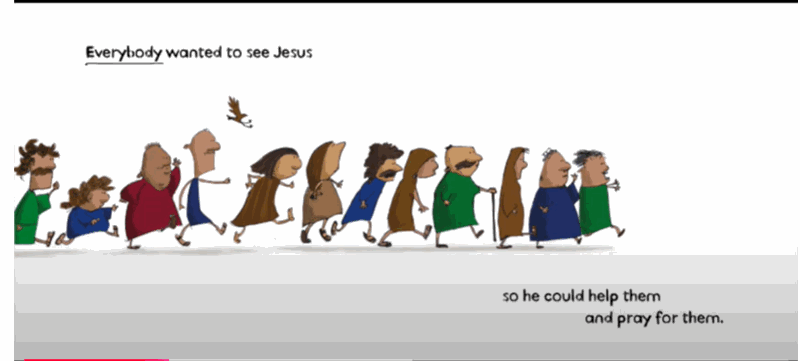 Everybody wanted to see Jesus
so he could help them
and pray for them.